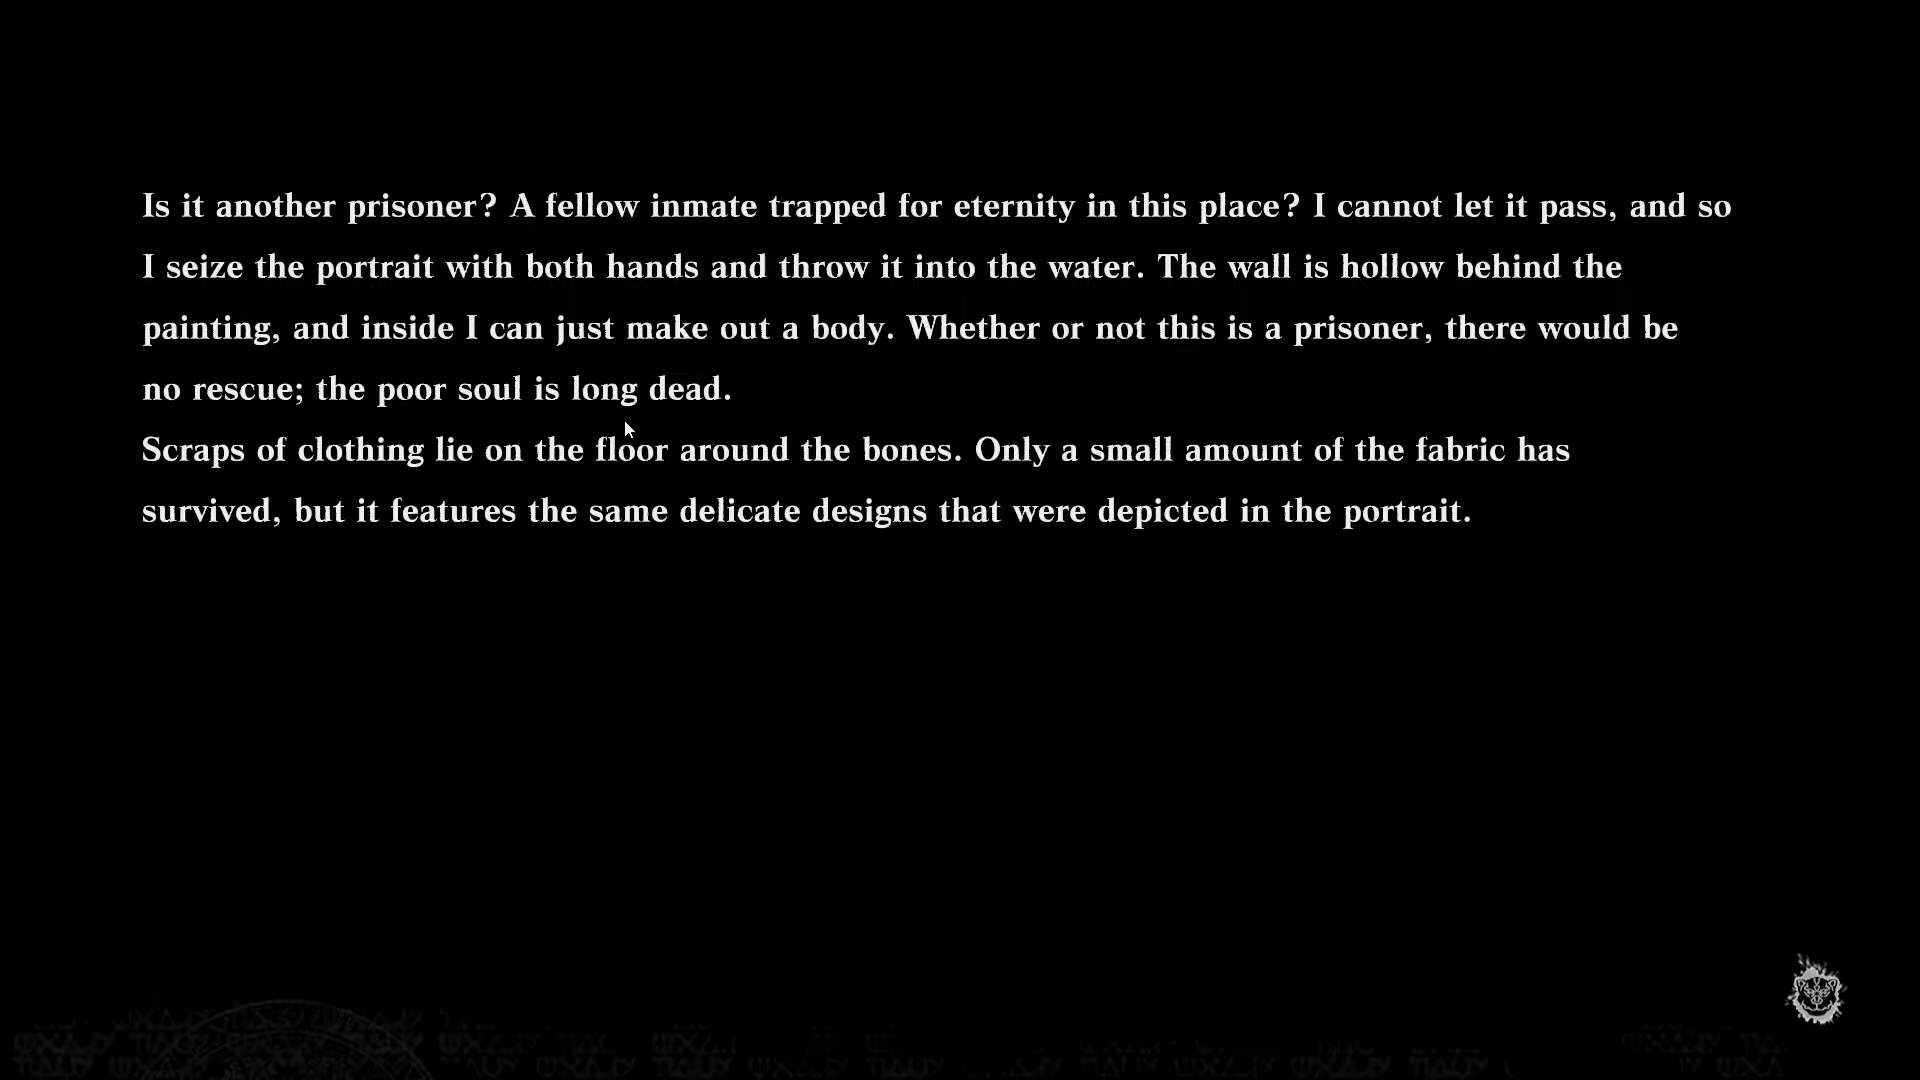 Is it another prisoner? A fellow inmate trapped for eternity in this place? I cannot let it pass, and so
I seize the portrait with both hands and throw it into the water. The wall is hollow behind the
painting, and inside I can just make out a body. Whether or not this is a prisoner, there would be
no rescue; the poor soul is long dead.
Scraps of clothing lie on the floor around the bones. Only a small amount of the fabric has
survived, but it features the same delicate designs that were depicted in the portrait.